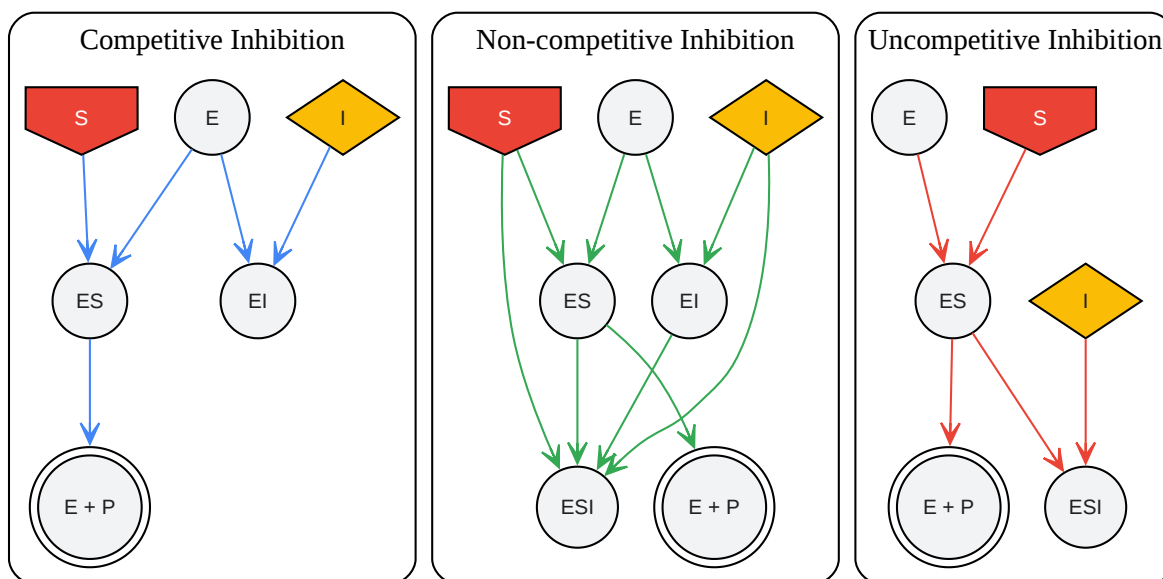 Competitive Inhibition
S
E
I
ES
EI
E + P
Non-competitive Inhibition
S
E
I
ES
EI
ESI
E + P
Uncompetitive Inhibition
E
S
ES
I
E + P
ESI